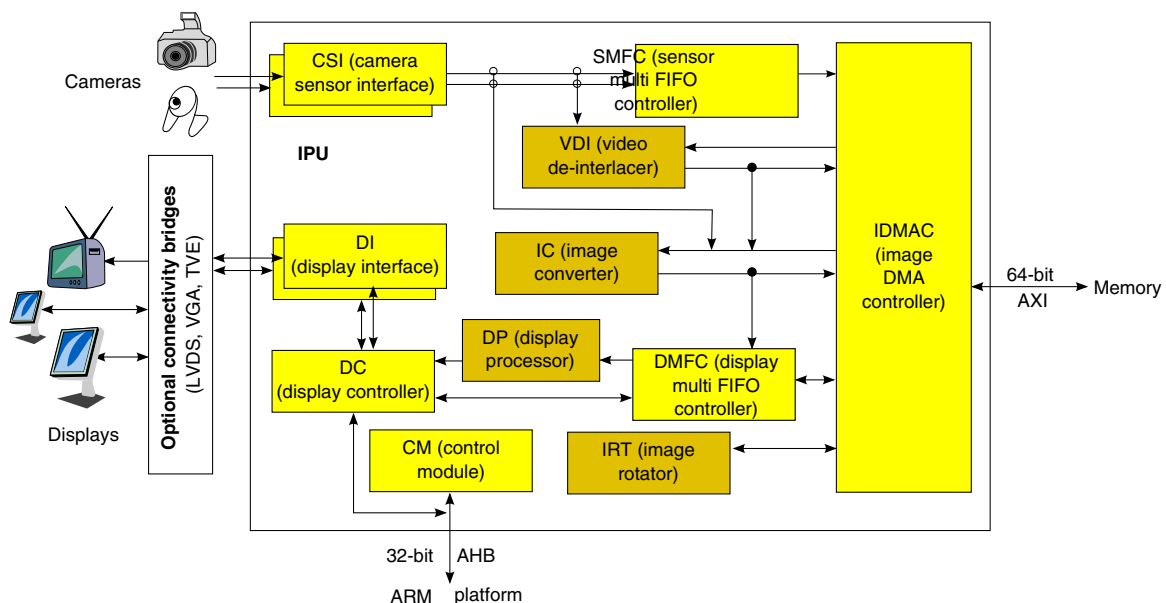 Cameras
CSI (camera
sensor interface)
SMFC (sensor
multi FIFO
controller)
IPU
VDI (video
de-interlacer)
Optional connectivity bridges
(LVDS, VGA, TVE)
DI
(display interface)
IC (image
converter)
IDMAC
(image
DMA
controller)
64-bit
AXI
Memory
DP (display
processor)
DC
(display controller)
DMFC (display
multi FIFO
controller)
Displays
CM (control
module)
IRT (image
rotator)
32-bit AHB
ARM platform